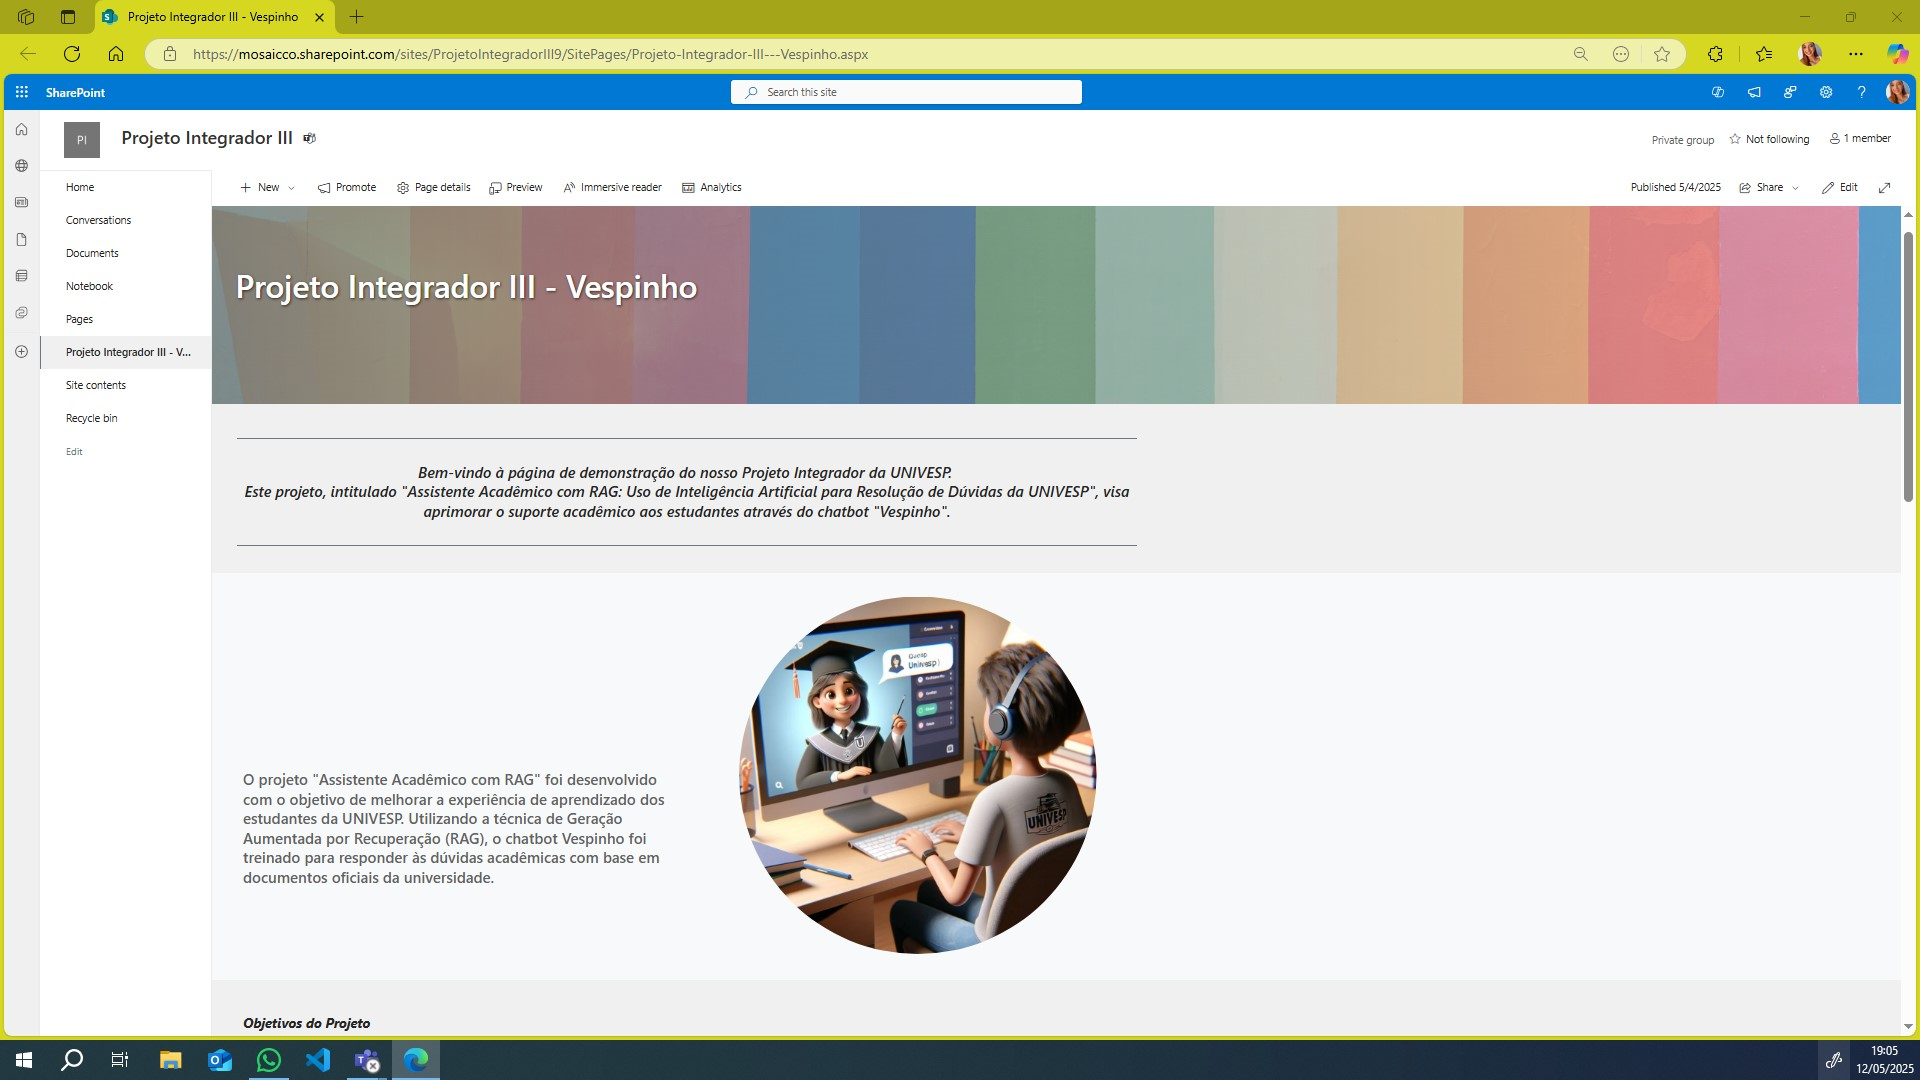 Projeto Integrador III - Vespinho
https://mosaicco.sharepoint.com/sites/ProjetoIntegradorIII9/SitePages/Projeto-Integrador-III---Vespinho.aspx
SharePoint
Search this site
PI
Projeto Integrador III
Private group
Not following
1 member
Home
Conversations
Documents
Notebook
Pages
Projeto Integrador III - V...
Site contents
Recycle bin
Edit
New
Promote
Page details
Preview
Immersive reader
Analytics
Published 5/4/2025
Share
Edit
Projeto Integrador III - Vespinho
Bem-vindo à página de demonstração do nosso Projeto Integrador da UNIVESP.
Este projeto, intitulado "Assistente Acadêmico com RAG: Uso de Inteligência Artificial para Resolução de Dúvidas da UNIVESP", visa
aprimorar o suporte acadêmico aos estudantes através do chatbot "Vespinho".
O projeto "Assistente Acadêmico com RAG" foi desenvolvido
com o objetivo de melhorar a experiência de aprendizado dos
estudantes da UNIVESP. Utilizando a técnica de Geração
Aumentada por Recuperação (RAG), o chatbot Vespinho foi
treinado para responder às dúvidas acadêmicas com base em
documentos oficiais da universidade.
Univesp
UNIVESP
Objetivos do Projeto
19:05
12/05/2025